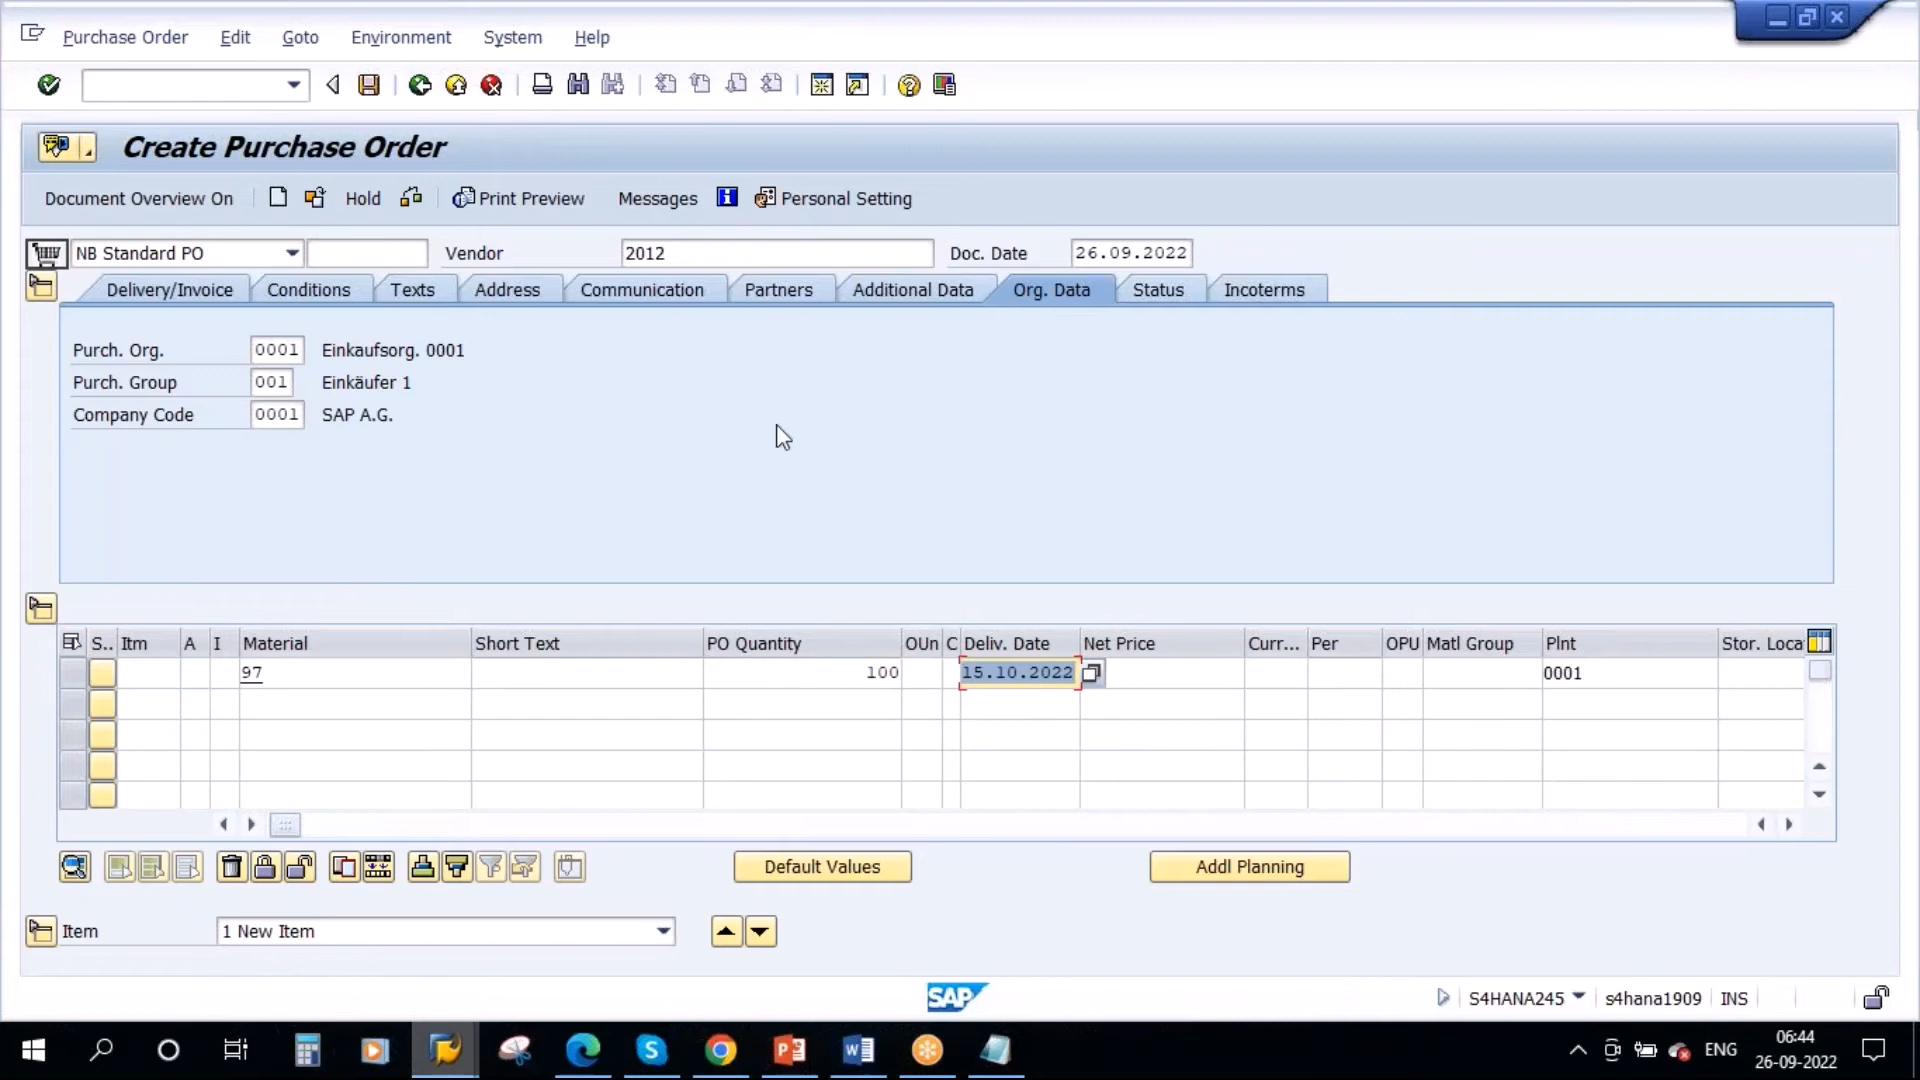 Purchase Order Edit Goto Environment System Help
Create Purchase Order
Document Overview On Hold Print Preview Messages Personal Setting
NB Standard PO Vendor 2012 Doc. Date 26.09.2022
Delivery/Invoice Conditions Texts Address Communication Partners Additional Data Org. Data Status Incoterms
Purch. Org. 0001 Einkaufsorg. 0001
Purch. Group 001 Einkäufer 1
Company Code 0001 SAP A.G.
S.. Itm A I Material Short Text PO Quantity OUn C Deliv. Date Net Price Curr... Per OPU Matl Group Plnt Stor. Loca
97 100 15.10.2022 0001
Default Values Addl Planning
Item 1 New Item
SAP S4HANA245 s4hana1909 INS
ENG 06:44
26-09-2022